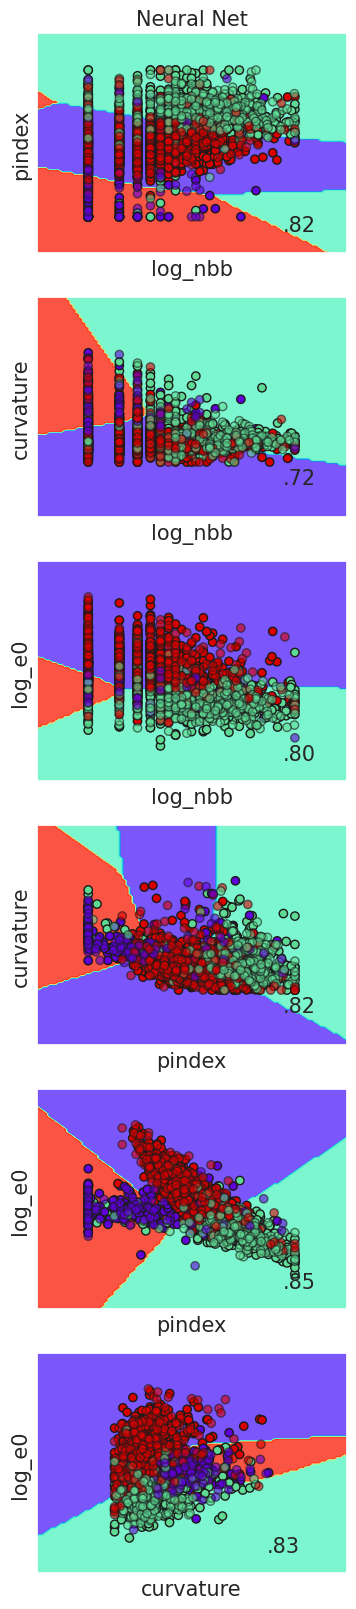 Neural Net
pindex
.82
log_nbb
curvature
.72
log_nbb
log_e0
.80
log_nbb
curvature
.82
pindex
log_e0
.85
pindex
log_e0
.83
curvature